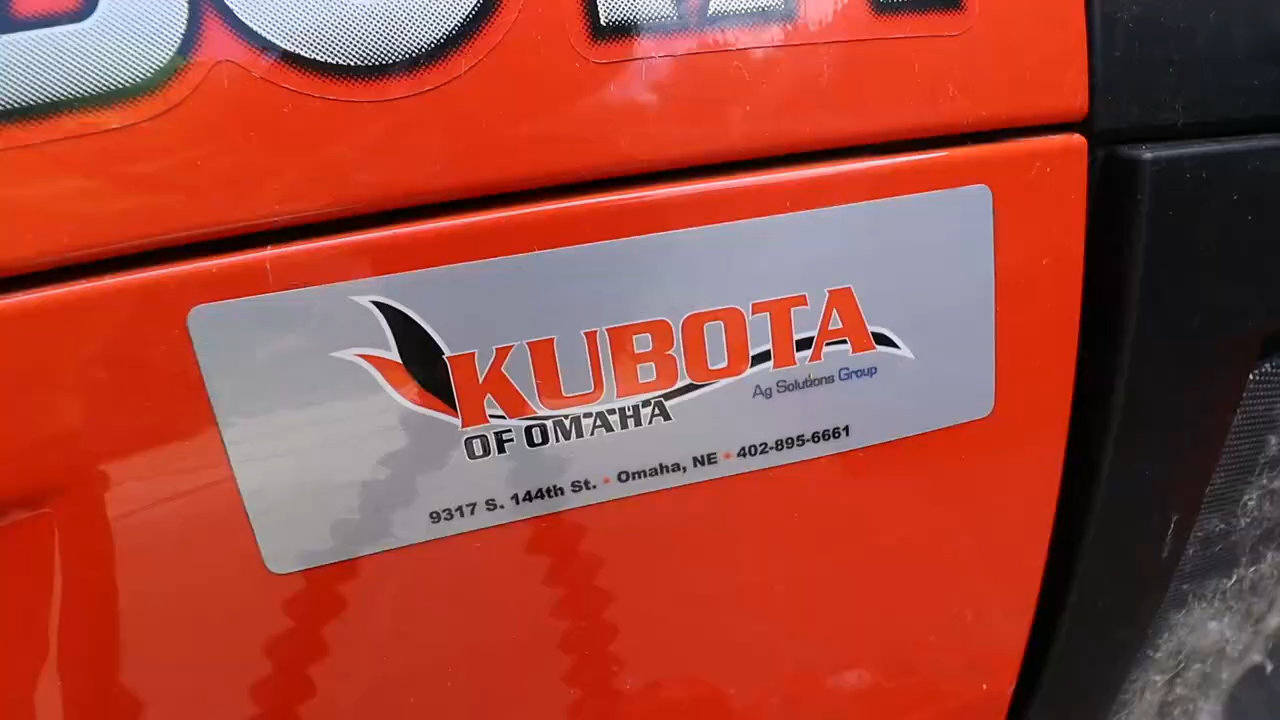 KUBOTA
Ag Solutions Group
OF OMAHA
9317 S. 144th St. • Omaha, NE • 402-895-6661